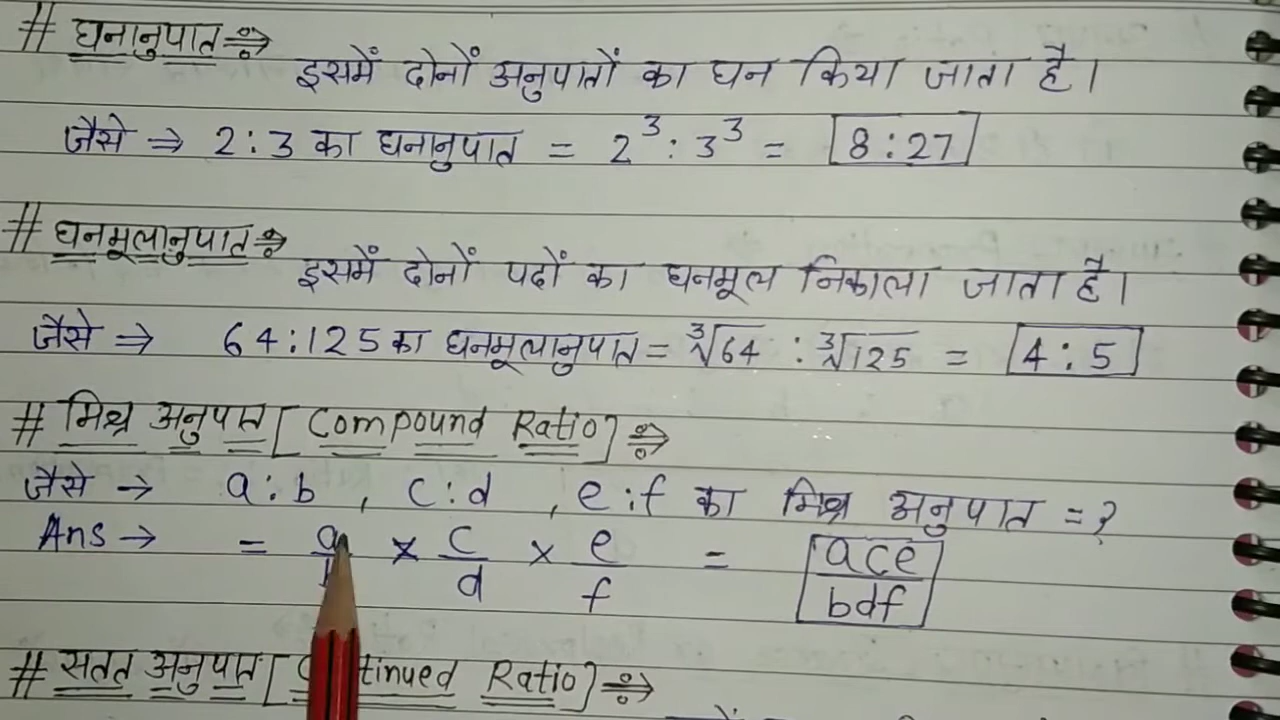 # घनानुपात ÷⇒
इसमें दोनों अनुपातों का घन किया जाता है।
जैसे ⇒ 2:3 का घनानुपात = 2³ : 3³ = 8:27
# घनमूलानुपात ÷⇒
इसमें दोनों पदों का घनमूल निकाला जाता है।
जैसे ⇒ 64:125 का घनमूलानुपात = ∛64 : ∛125 = 4:5
# मिश्र अनुपात [Compound Ratio] ÷⇒
जैसे → a:b , c:d , e:f का मिश्र अनुपात = ?
Ans → = a × c/d × e/f = ace/bdf
# सतत अनुपात [Continued Ratio] ÷⇒